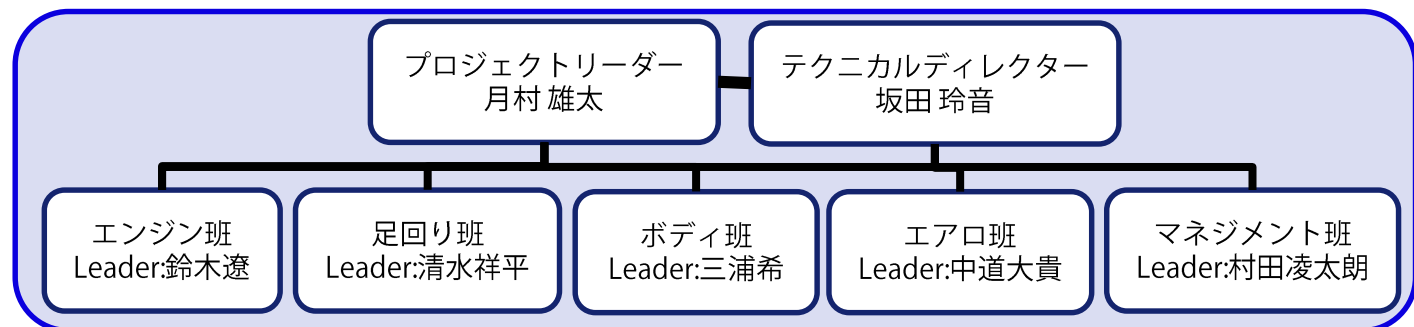 プロジェクトリーダー
月村 雄太
テクニカルディレクター
坂田 玲音
エンジン班
Leader:鈴木遼
足回り班
Leader:清水祥平
ボディ班
Leader:三浦希
エアロ班
Leader:中道大貴
マネジメント班
Leader:村田凌太朗